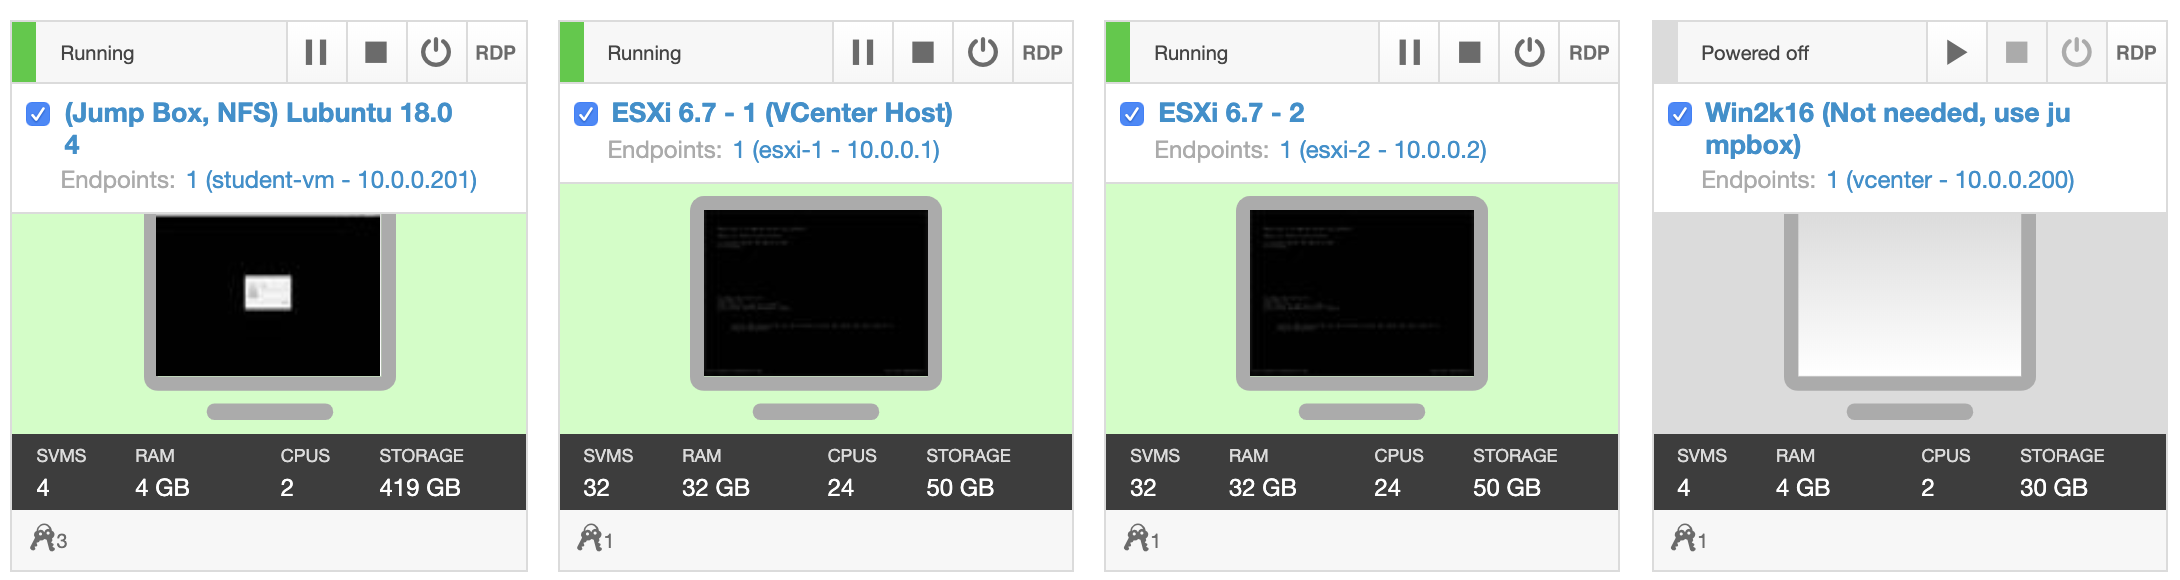 Running
RDP
(Jump Box, NFS) Lubuntu 18.0
4
Endpoints: 1 (student-vm - 10.0.0.201)
SVMS RAM CPUS STORAGE
4 4 GB 2 419 GB
3
Running
RDP
ESXi 6.7 - 1 (VCenter Host)
Endpoints: 1 (esxi-1 - 10.0.0.1)
SVMS RAM CPUS STORAGE
32 32 GB 24 50 GB
1
Running
RDP
ESXi 6.7 - 2
Endpoints: 1 (esxi-2 - 10.0.0.2)
SVMS RAM CPUS STORAGE
32 32 GB 24 50 GB
1
Powered off
RDP
Win2k16 (Not needed, use ju
mpbox)
Endpoints: 1 (vcenter - 10.0.0.200)
SVMS RAM CPUS STORAGE
4 4 GB 2 30 GB
1